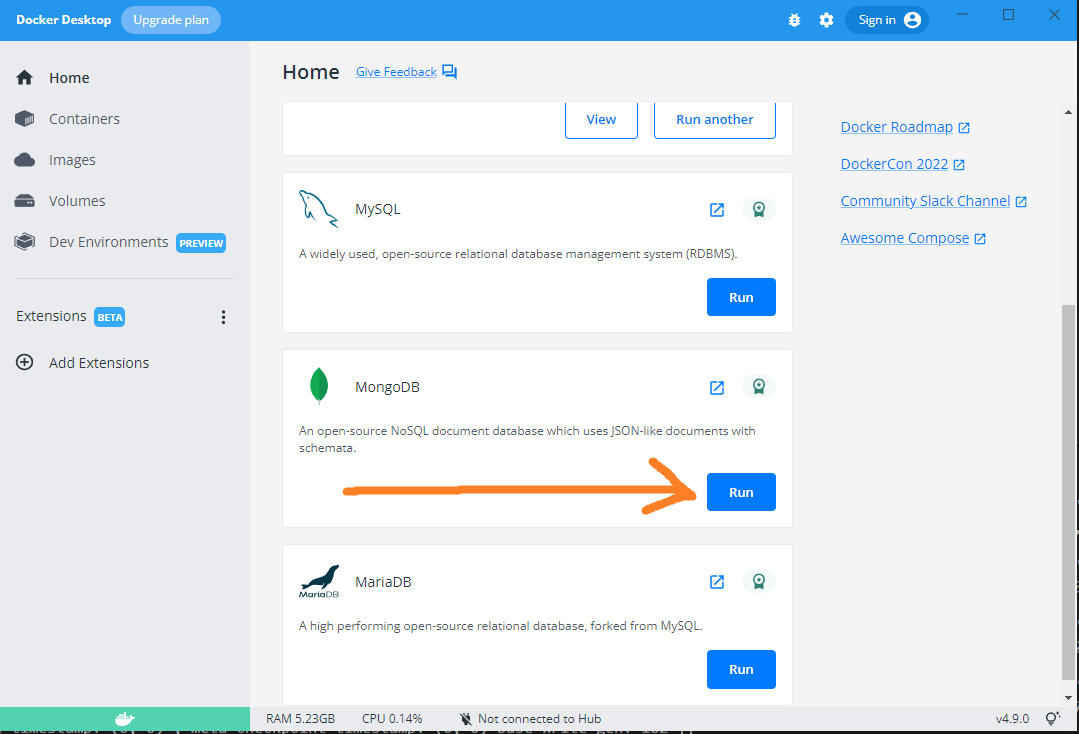 Docker Desktop
Upgrade plan
Sign in
Home
Containers
Images
Volumes
Dev Environments PREVIEW
Extensions BETA
Add Extensions
Home
Give Feedback
View
Run another
MySQL
A widely used, open-source relational database management system (RDBMS).
Run
MongoDB
An open-source NoSQL document database which uses JSON-like documents with
schemata.
Run
MariaDB
MariaDB
A high performing open-source relational database, forked from MySQL.
Run
Docker Roadmap
DockerCon 2022
Community Slack Channel
Awesome Compose
RAM 5.23GB
CPU 0.14%
Not connected to Hub
v4.9.0